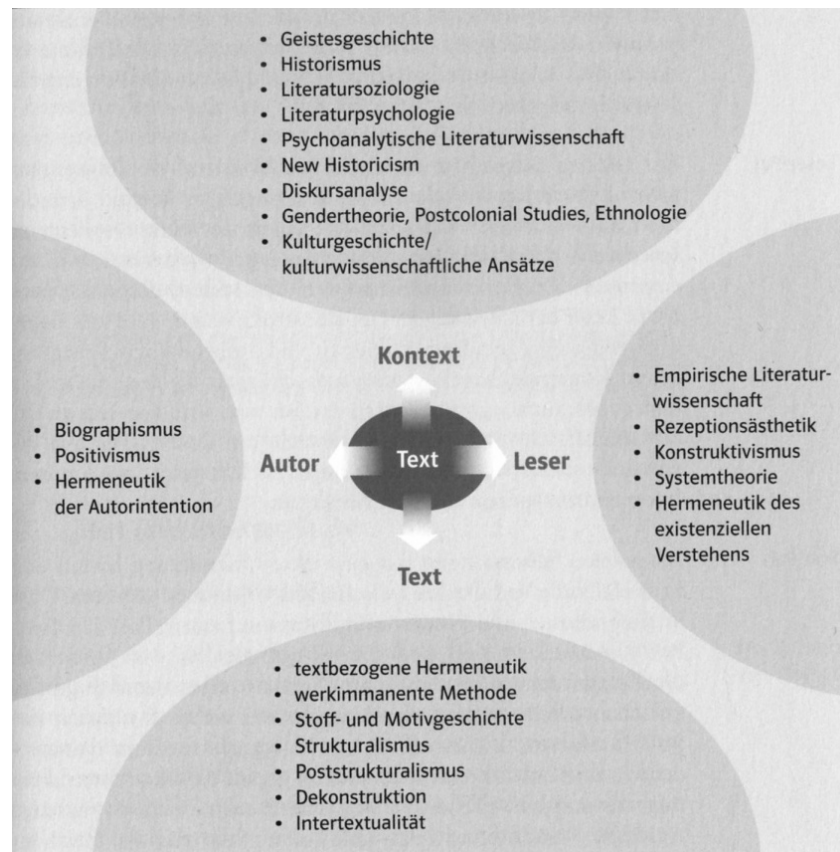 • Geistesgeschichte
• Historismus
• Literatursoziologie
• Literaturpsychologie
• Psychoanalytische Literaturwissenschaft
• New Historicism
• Diskursanalyse
• Gendertheorie, Postcolonial Studies, Ethnologie
• Kulturgeschichte/
kulturwissenschaftliche Ansätze
Kontext
• Biographismus
• Positivismus
• Hermeneutik
der Autorintention
Autor
Text
Leser
• Empirische Literatur-
wissenschaft
• Rezeptionsästhetik
• Konstruktivismus
• Systemtheorie
• Hermeneutik des
existenziellen
Verstehens
Text
• textbezogene Hermeneutik
• werkimmanente Methode
• Stoff- und Motivgeschichte
• Strukturalismus
• Poststrukturalismus
• Dekonstruktion
• Intertextualität